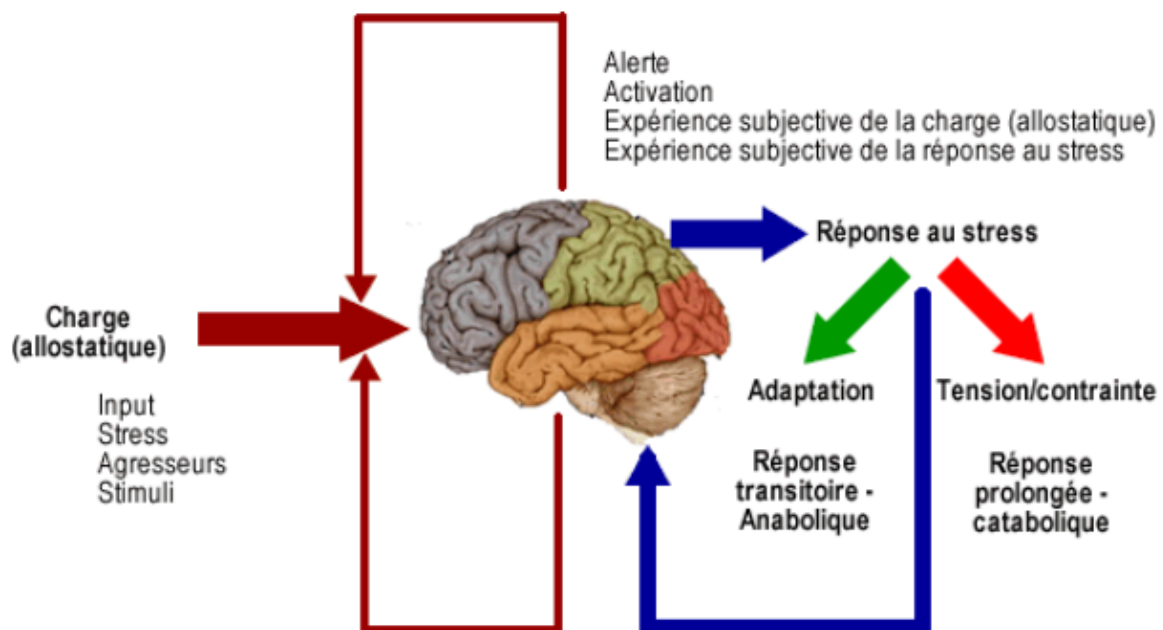 Alerte
Activation
Expérience subjective de la charge (allostatique)
Expérience subjective de la réponse au stress
Réponse au stress
Charge
(allostatique)
Input
Stress
Agresseurs
Stimuli
Adaptation
Tension/contrainte
Réponse
transitoire -
Anabolique
Réponse
prolongée -
catabolique